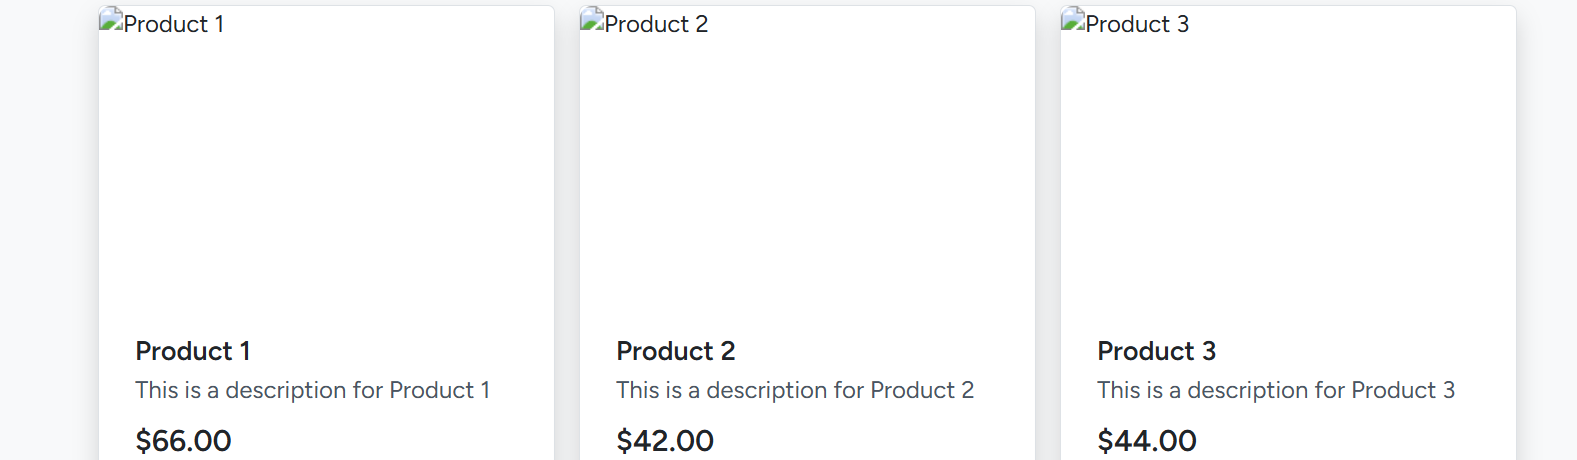 Product 1
Product 2
Product 3
Product 1
This is a description for Product 1
$66.00
Product 2
This is a description for Product 2
$42.00
Product 3
This is a description for Product 3
$44.00